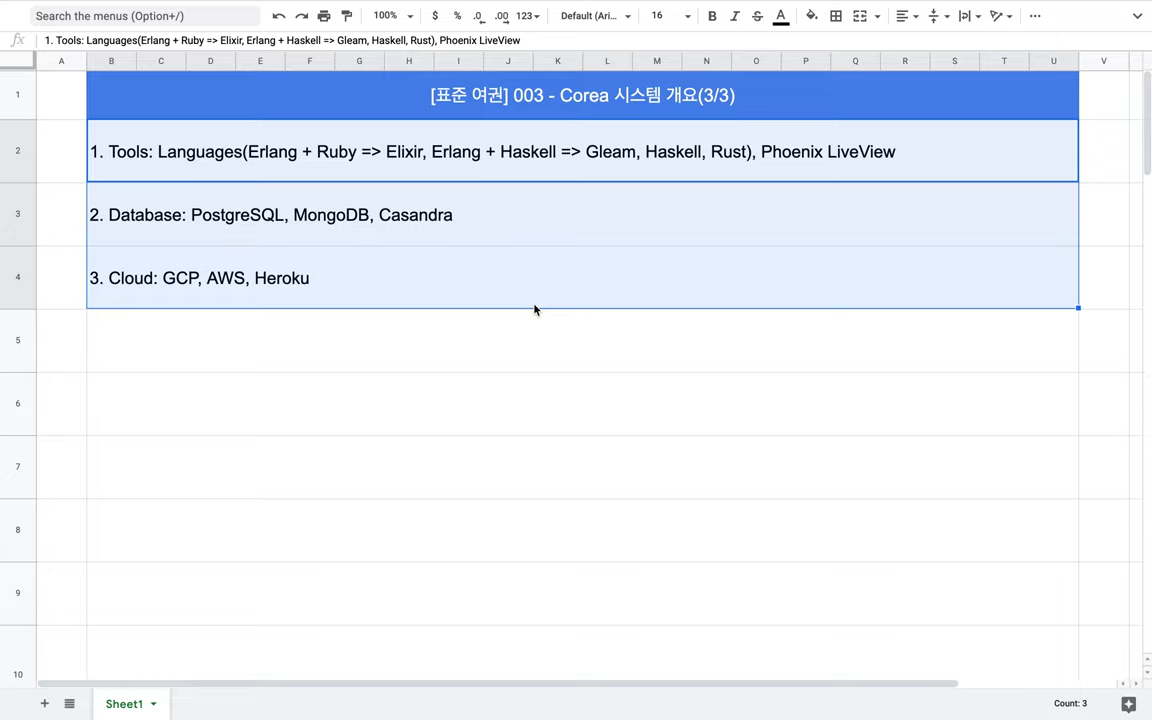 Search the menus (Option+/)
100%
$ % .0 .00 123
Default (Ari...
16
B I S A
fx 1. Tools: Languages(Erlang + Ruby => Elixir, Erlang + Haskell => Gleam, Haskell, Rust), Phoenix LiveView
A B C D E F G H I J K L M N O P Q R S T U V
1 [표준 여권] 003 - Corea 시스템 개요(3/3)
2 1. Tools: Languages(Erlang + Ruby => Elixir, Erlang + Haskell => Gleam, Haskell, Rust), Phoenix LiveView
3 2. Database: PostgreSQL, MongoDB, Casandra
4 3. Cloud: GCP, AWS, Heroku
5
6
7
8
9
10
Sheet1
Count: 3